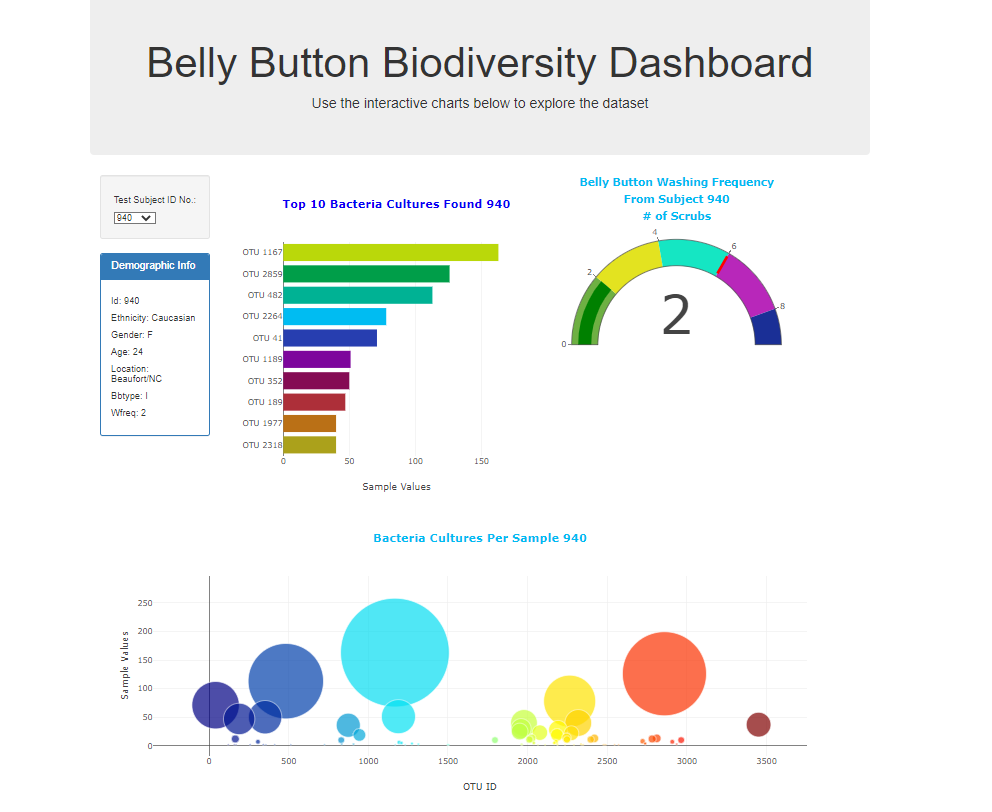 Belly Button Biodiversity Dashboard
Use the interactive charts below to explore the dataset
Test Subject ID No.:
940
Demographic Info
Id: 940
Ethnicity: Caucasian
Gender: F
Age: 24
Location:
Beaufort/NC
Bbtype: I
Wfreq: 2
Top 10 Bacteria Cultures Found 940
OTU 1167
OTU 2859
OTU 482
OTU 2264
OTU 41
OTU 1189
OTU 352
OTU 189
OTU 1977
OTU 2318
0 50 100 150
Sample Values
Belly Button Washing Frequency
From Subject 940
# of Scrubs
0
2
4
6
8
2
Bacteria Cultures Per Sample 940
Sample Values
250
200
150
100
50
0
0 500 1000 1500 2000 2500 3000 3500
OTU ID